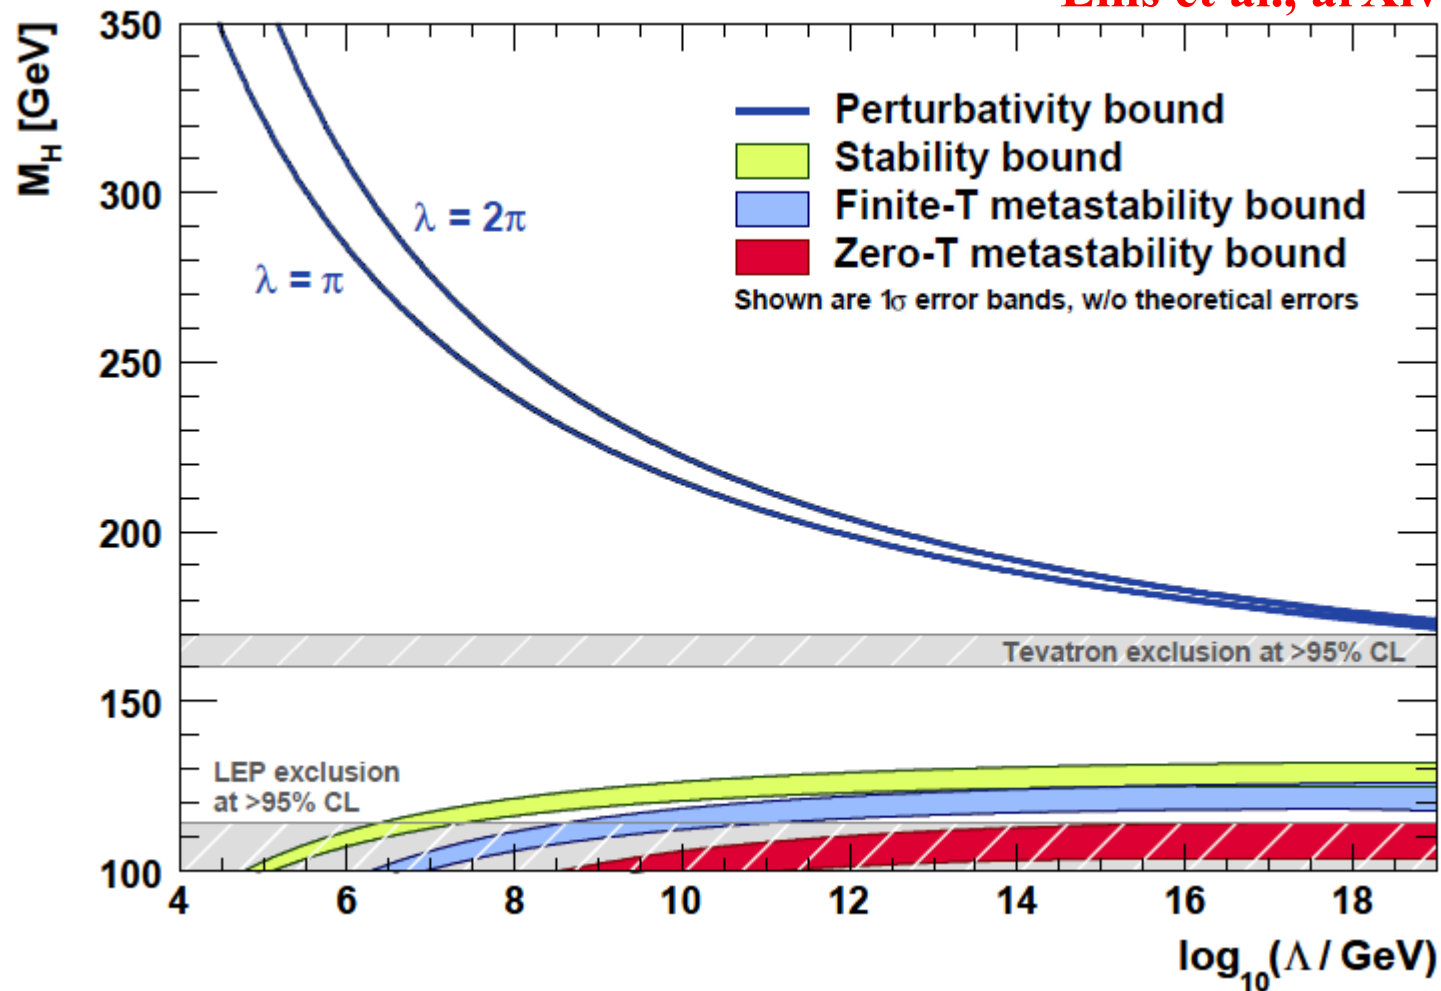 350
M_H [GeV]
Perturbativity bound
Stability bound
Finite-T metastability bound
Zero-T metastability bound
Shown are 1σ error bands, w/o theoretical errors
300
λ = 2π
λ = π
250
200
Tevatron exclusion at >95% CL
150
LEP exclusion
at >95% CL
100
4 6 8 10 12 14 16 18
log₁₀(Λ / GeV)